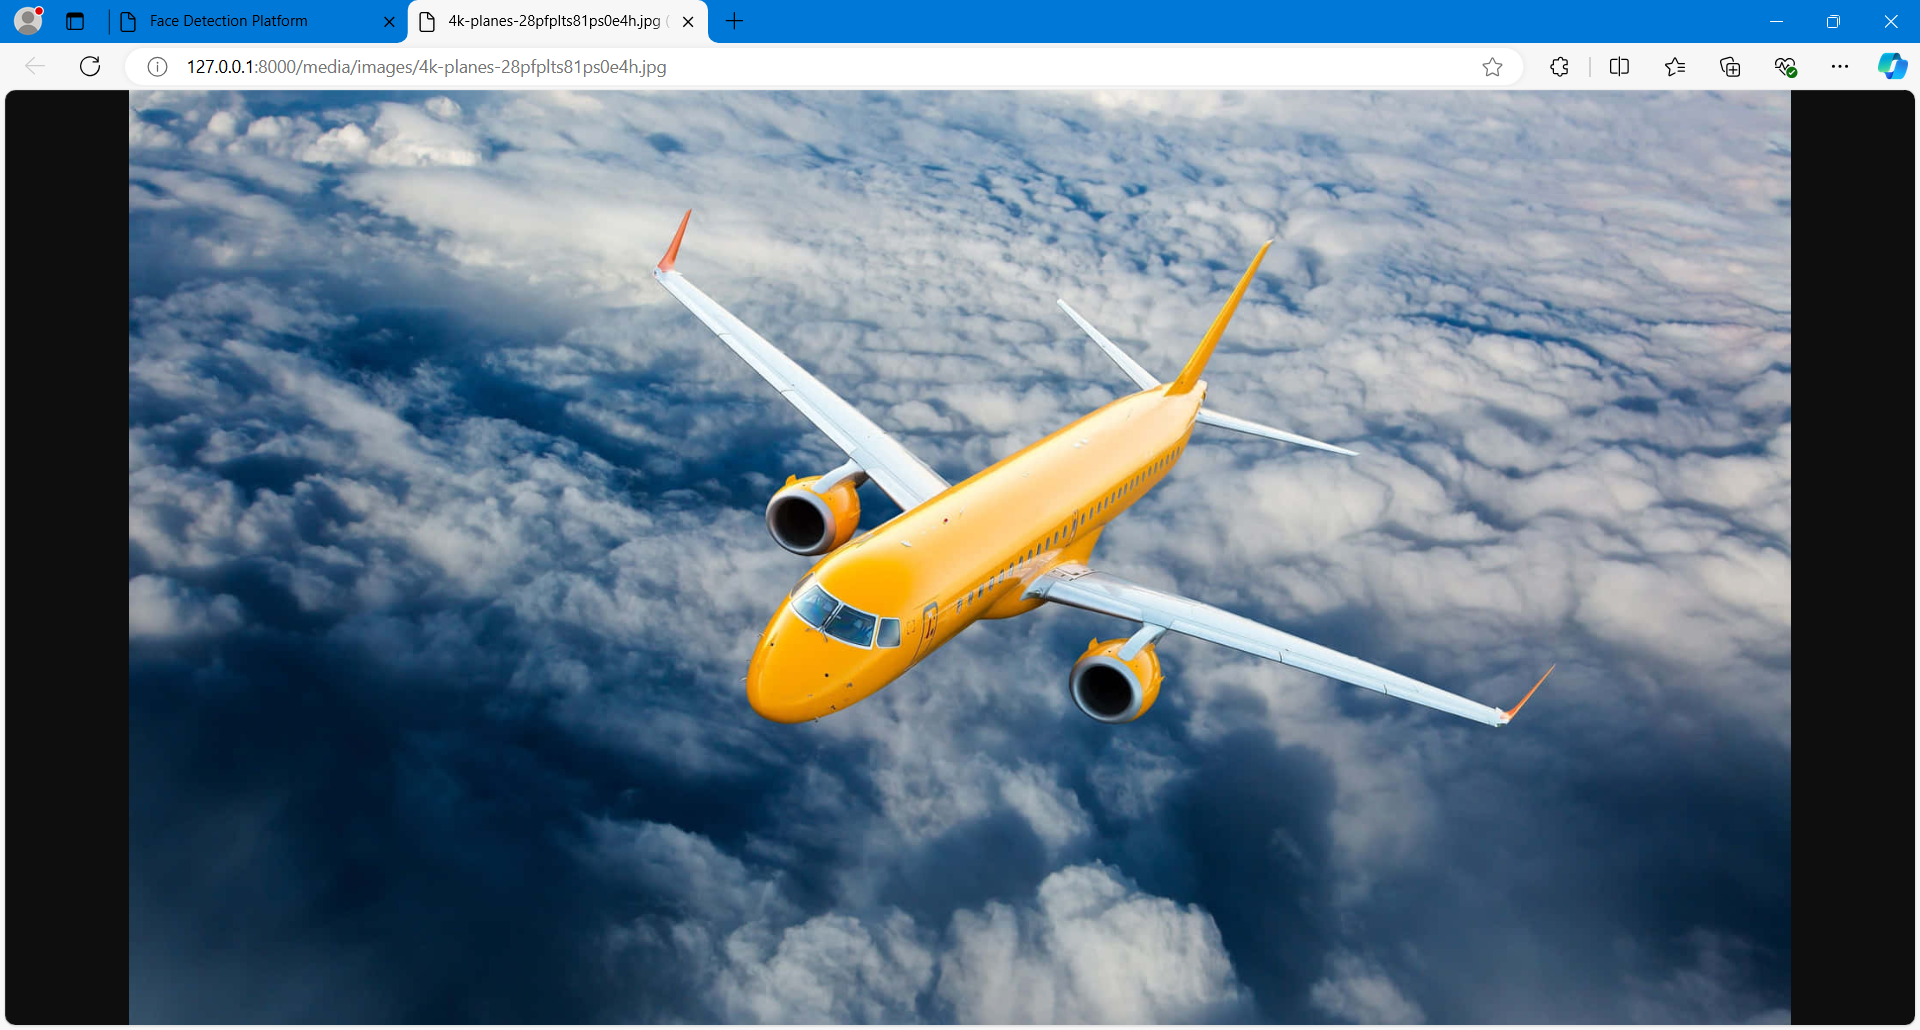 Face Detection Platform
4k-planes-28pfplts81ps0e4h.jpg (
127.0.0.1:8000/media/images/4k-planes-28pfplts81ps0e4h.jpg